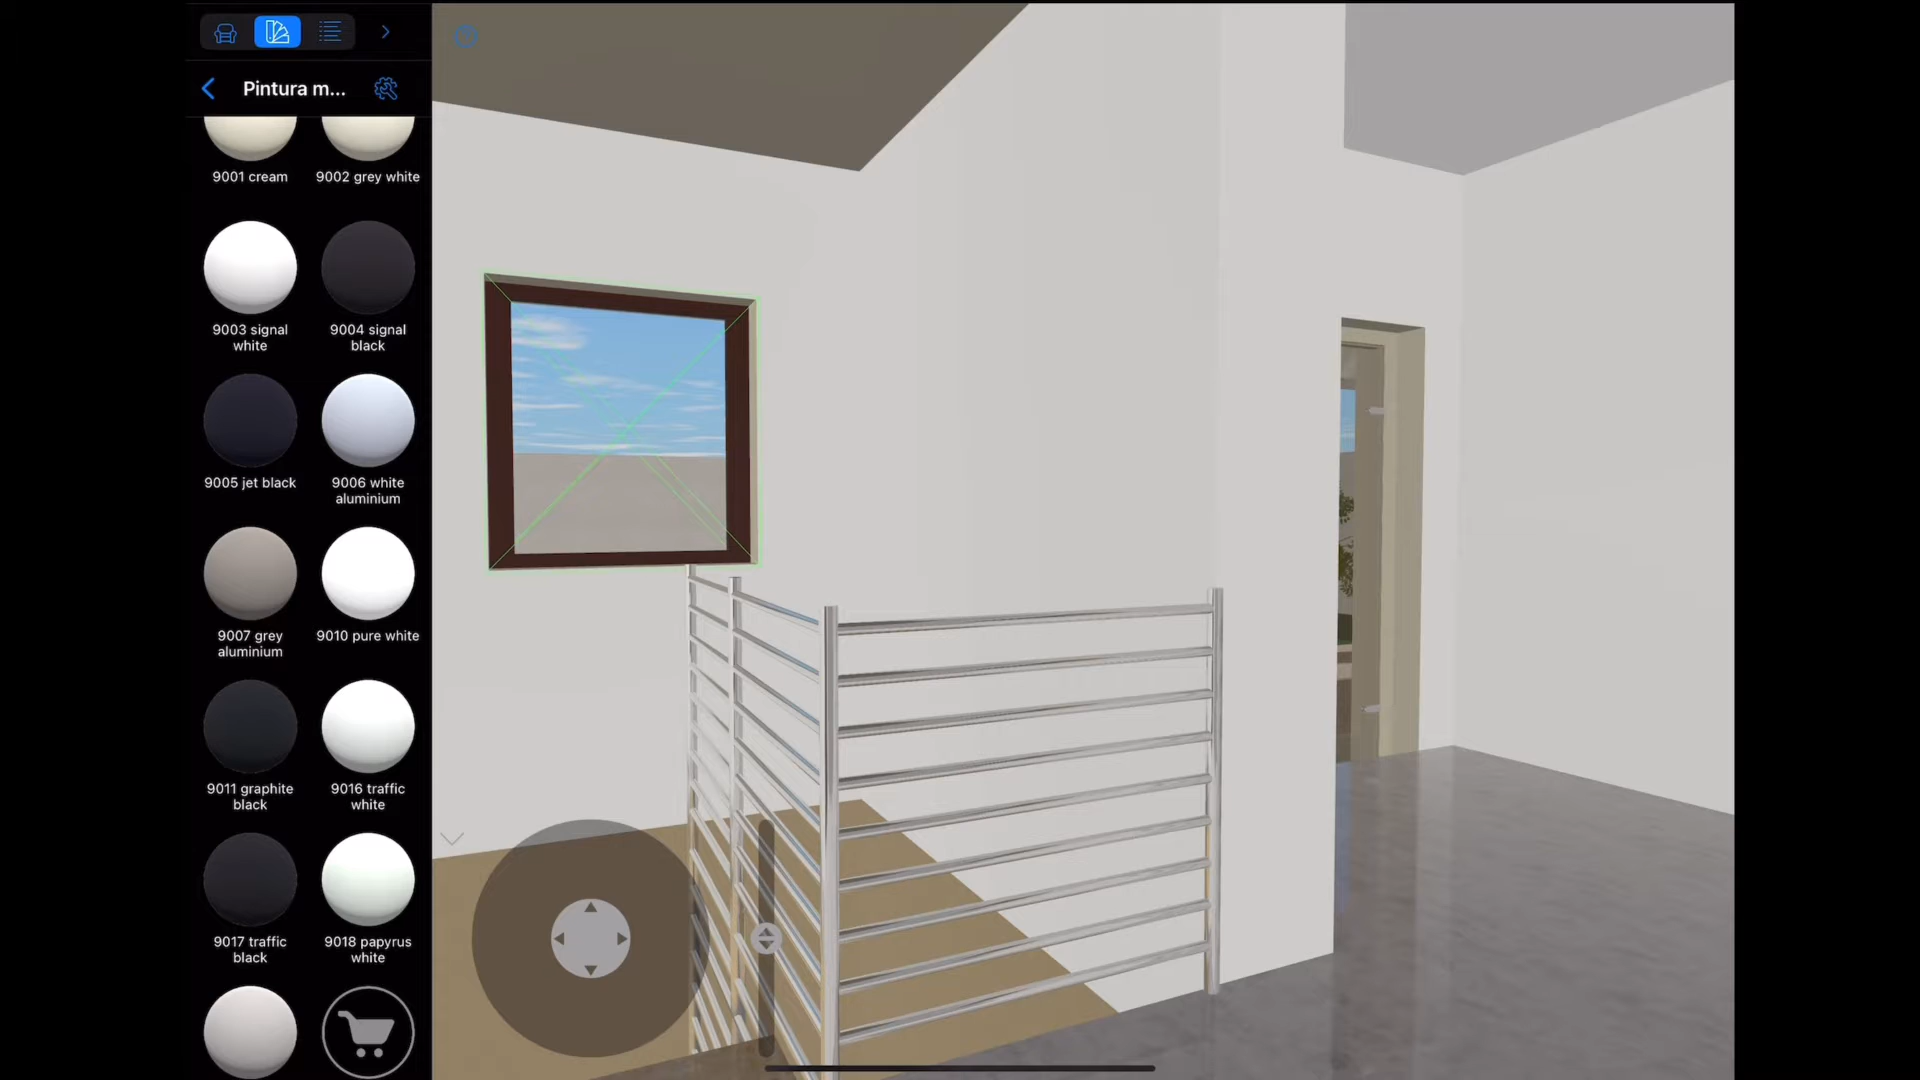 Pintura m...
9001 cream
9002 grey white
9003 signal
white
9004 signal
black
9005 jet black
9006 white
aluminium
9007 grey
aluminium
9010 pure white
9011 graphite
black
9016 traffic
white
9017 traffic
black
9018 papyrus
white